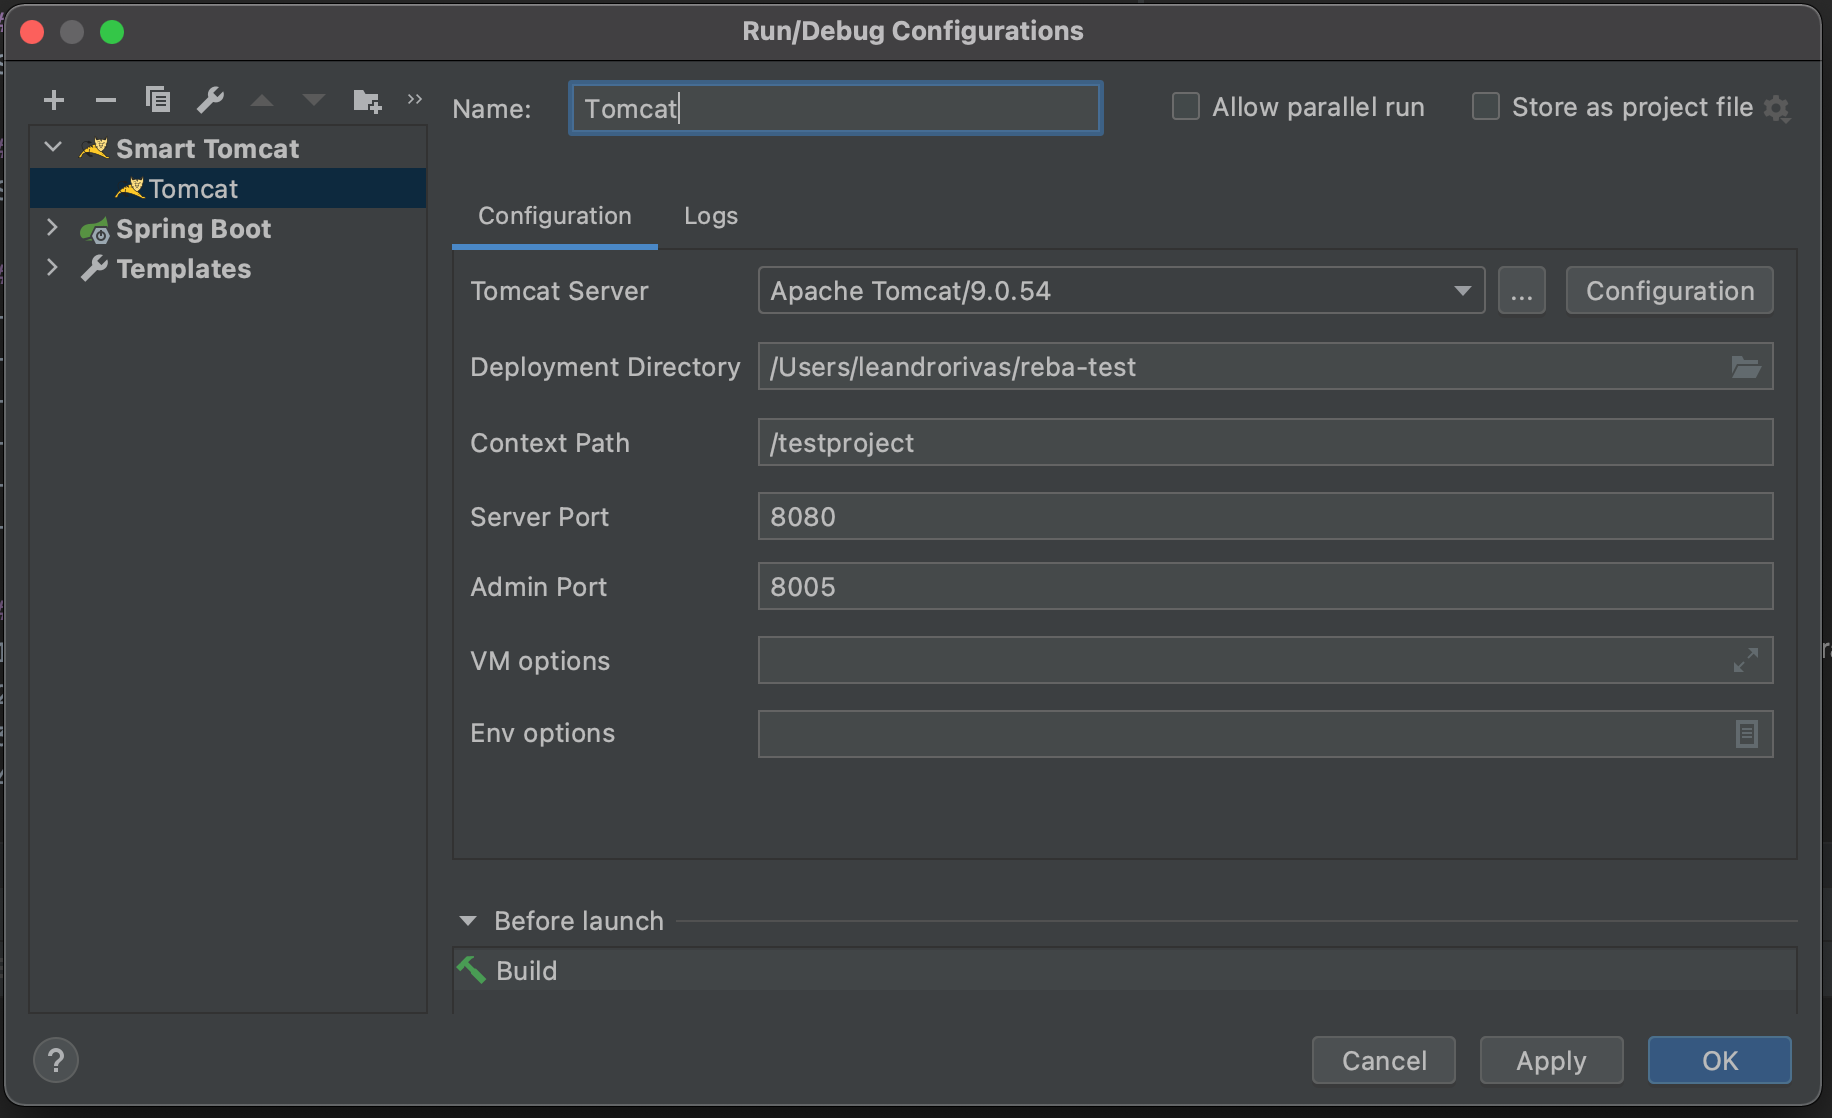 Run/Debug Configurations
Name: Tomcat
Allow parallel run
Store as project file
Smart Tomcat
Tomcat
Spring Boot
Templates
Configuration Logs
Tomcat Server Apache Tomcat/9.0.54 ... Configuration
Deployment Directory /Users/leandrorivas/reba-test
Context Path /testproject
Server Port 8080
Admin Port 8005
VM options
Env options
Before launch
Build
? Cancel Apply OK